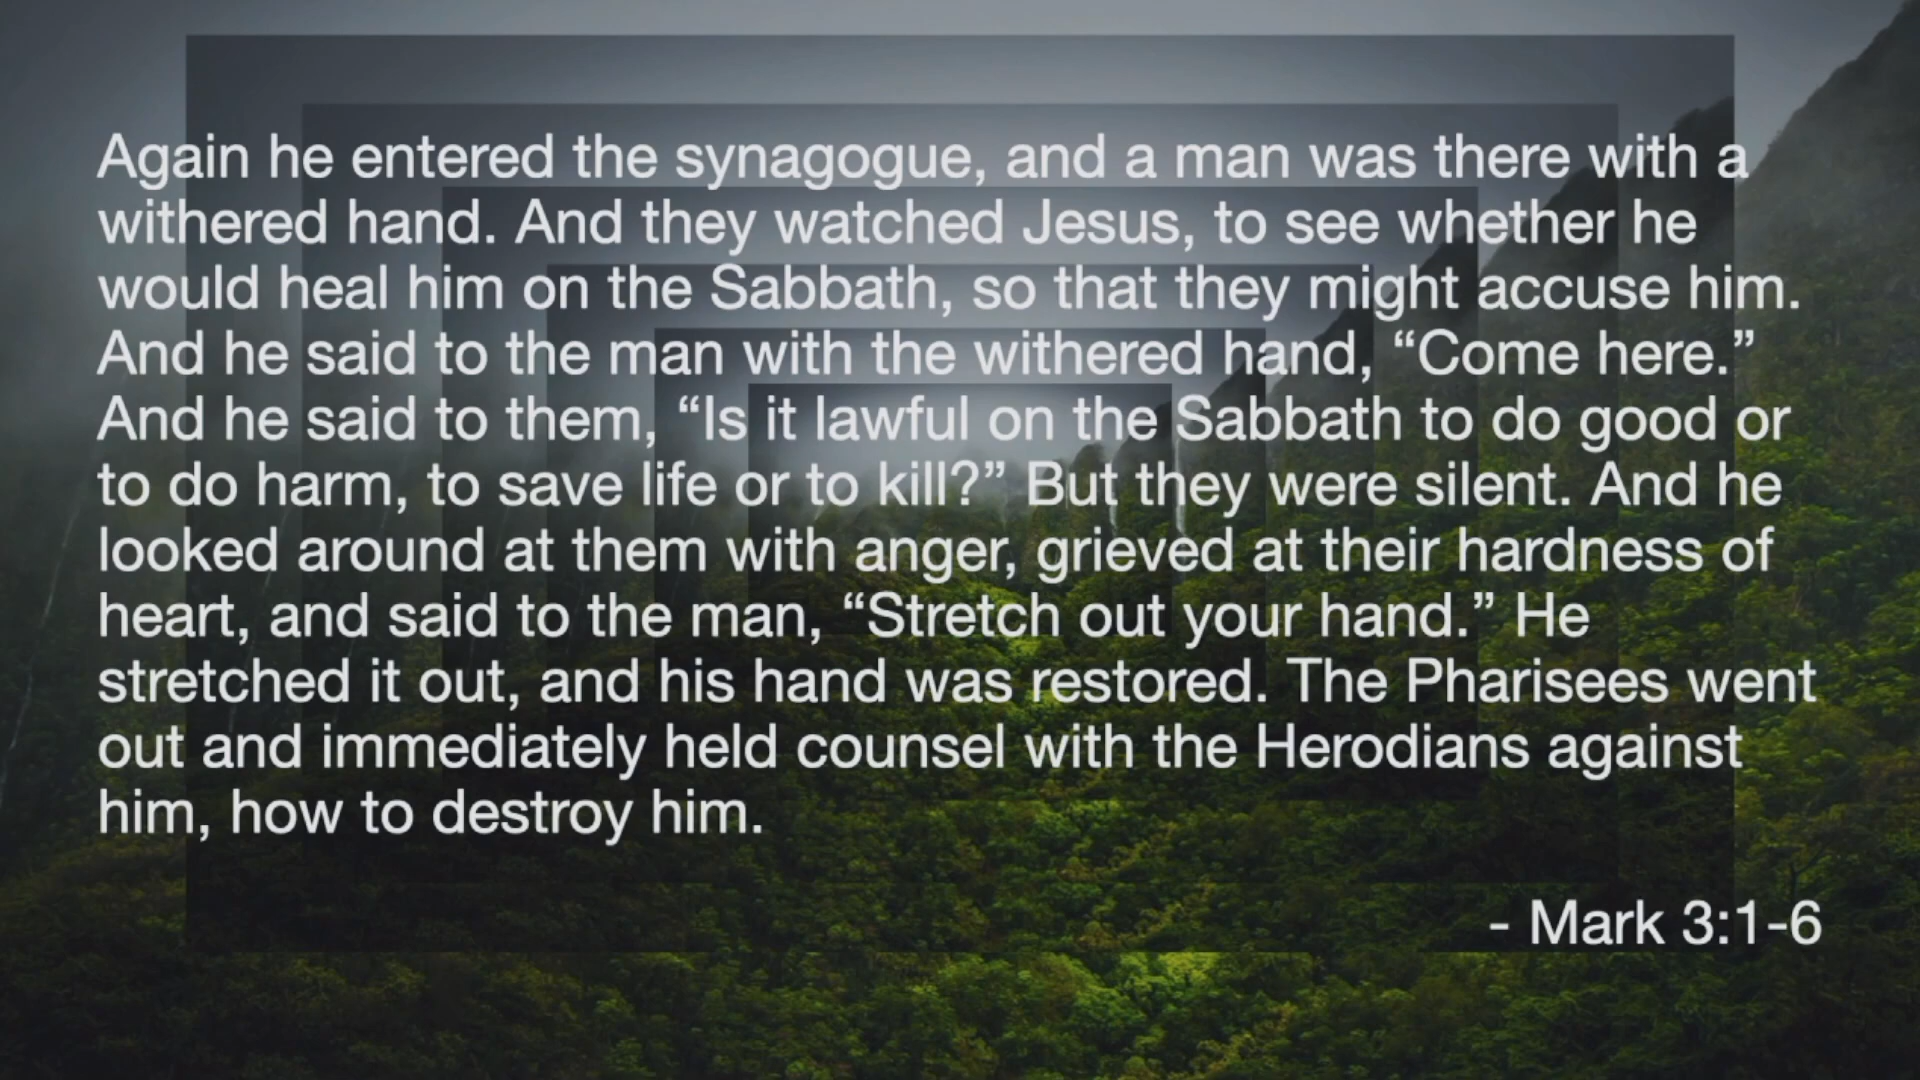 Again he entered the synagogue, and a man was there with a
withered hand. And they watched Jesus, to see whether he
would heal him on the Sabbath, so that they might accuse him.
And he said to the man with the withered hand, “Come here.”
And he said to them, “Is it lawful on the Sabbath to do good or
to do harm, to save life or to kill?” But they were silent. And he
looked around at them with anger, grieved at their hardness of
heart, and said to the man, “Stretch out your hand.” He
stretched it out, and his hand was restored. The Pharisees went
out and immediately held counsel with the Herodians against
him, how to destroy him.
- Mark 3:1-6